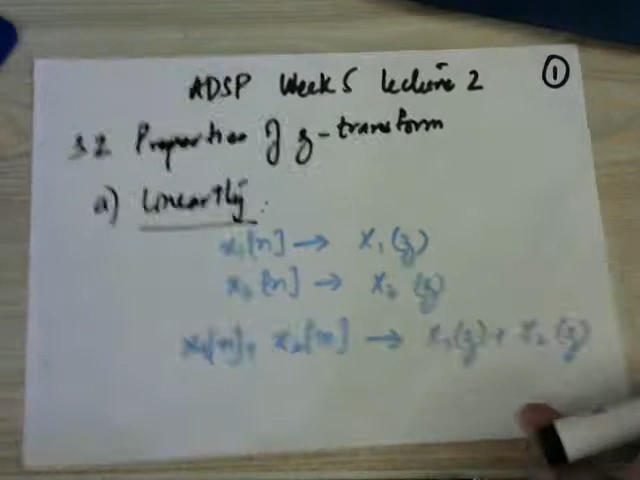 ADSP Week 5 Lecture 2 ①
3.2 Properties of z-transform
a) Linearity:
x₁[n] → X₁(z)
x₂[n] → X₂(z)
x₁[n] + x₂[n] → X₁(z) + X₂(z)